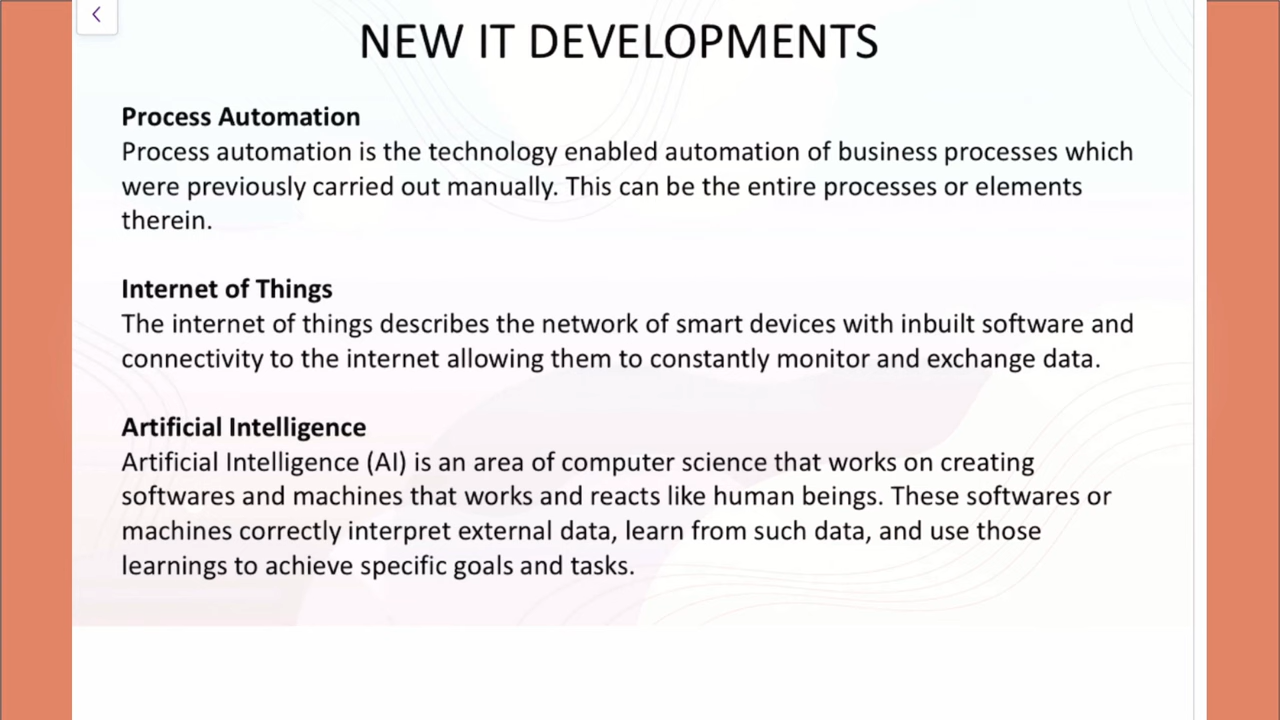 NEW IT DEVELOPMENTS
Process Automation
Process automation is the technology enabled automation of business processes which
were previously carried out manually. This can be the entire processes or elements
therein.
Internet of Things
The internet of things describes the network of smart devices with inbuilt software and
connectivity to the internet allowing them to constantly monitor and exchange data.
Artificial Intelligence
Artificial Intelligence (AI) is an area of computer science that works on creating
softwares and machines that works and reacts like human beings. These softwares or
machines correctly interpret external data, learn from such data, and use those
learnings to achieve specific goals and tasks.